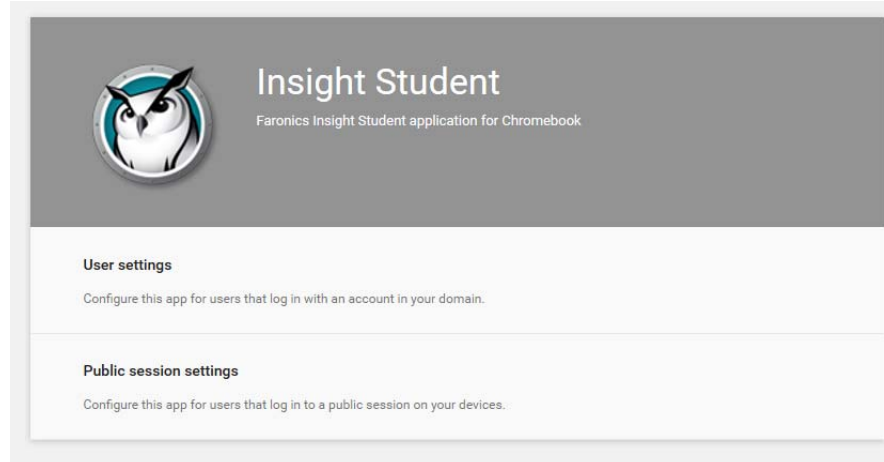 Insight Student
Faronics Insight Student application for Chromebook
User settings
Configure this app for users that log in with an account in your domain.
Public session settings
Configure this app for users that log in to a public session on your devices.